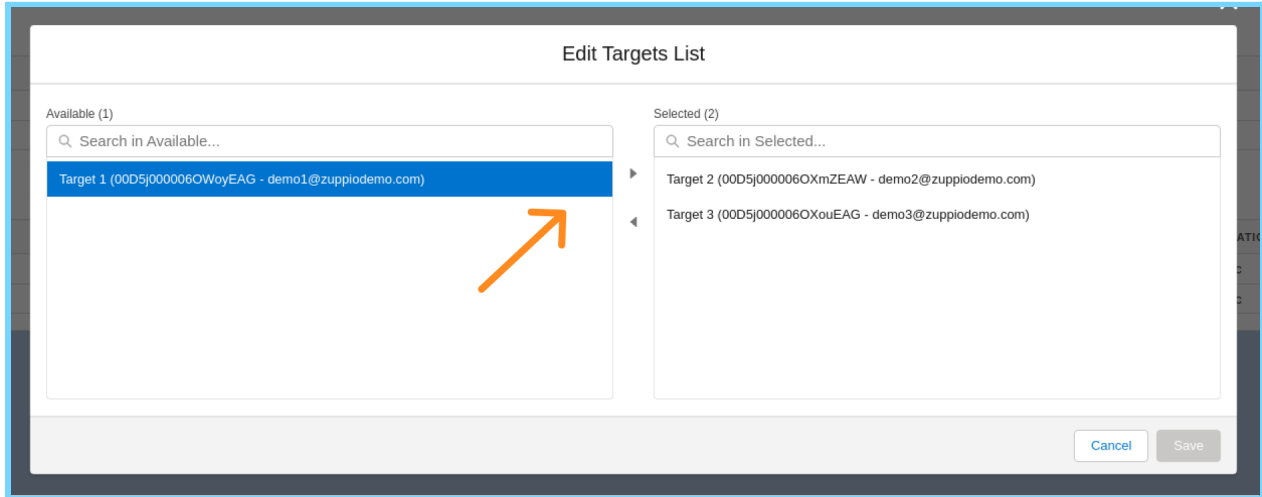 Edit Targets List
Available (1)
Search in Available...
Target 1 (00D5j000006OWoyEAG - demo1@zuppiodemo.com)
Selected (2)
Search in Selected...
Target 2 (00D5j000006OXmZEAW - demo2@zuppiodemo.com)
Target 3 (00D5j000006OXouEAG - demo3@zuppiodemo.com)
Cancel
Save